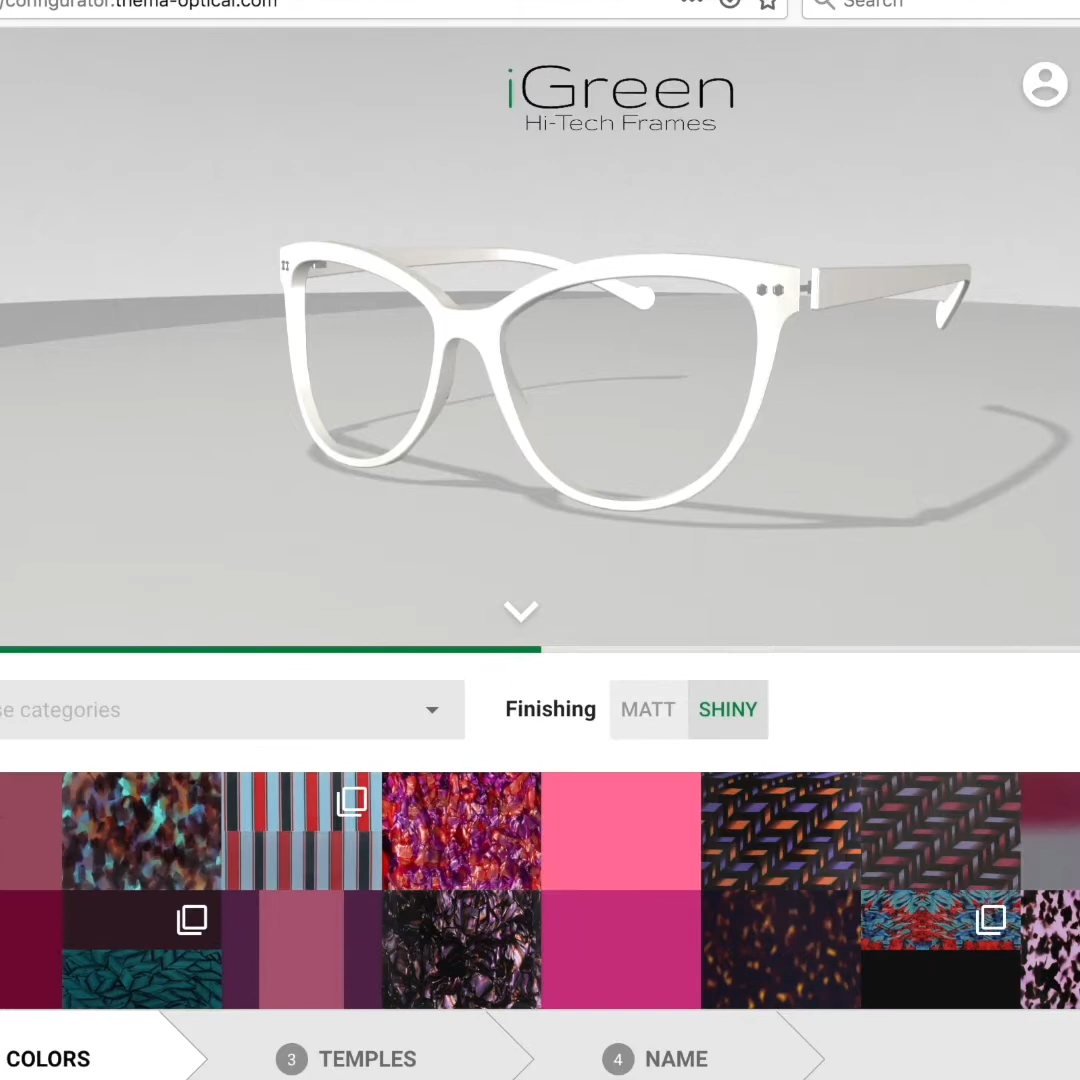 /configurator.thema-optical.com
Search
iGreen
Hi-Tech Frames
se categories
Finishing
MATT
SHINY
COLORS
3 TEMPLES
4 NAME